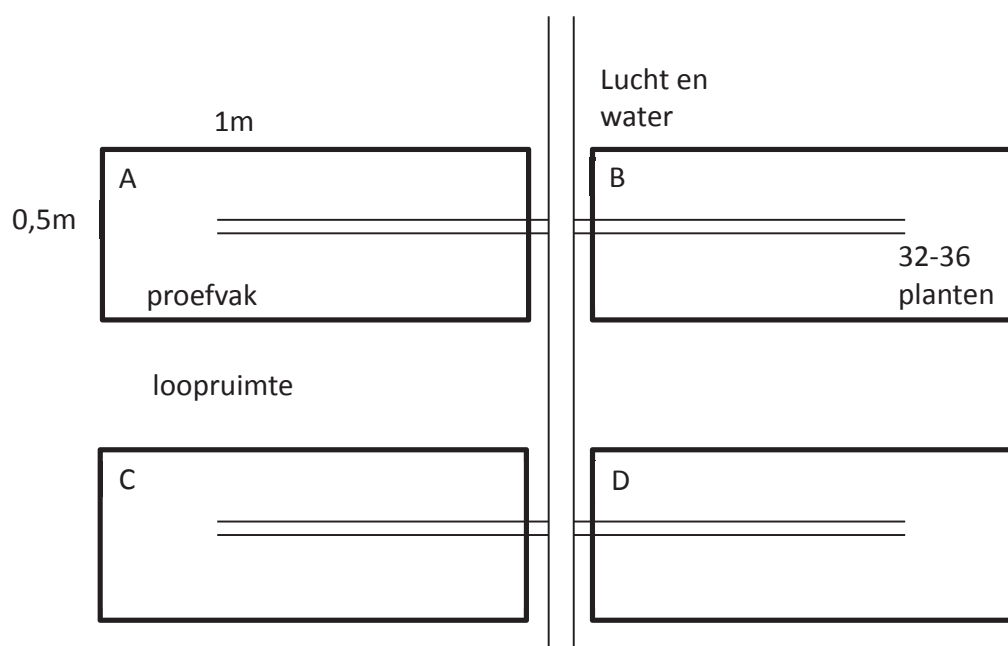 Lucht en
water
1m
A
B
0,5m
32-36
planten
proefvak
loopruimte
C
D